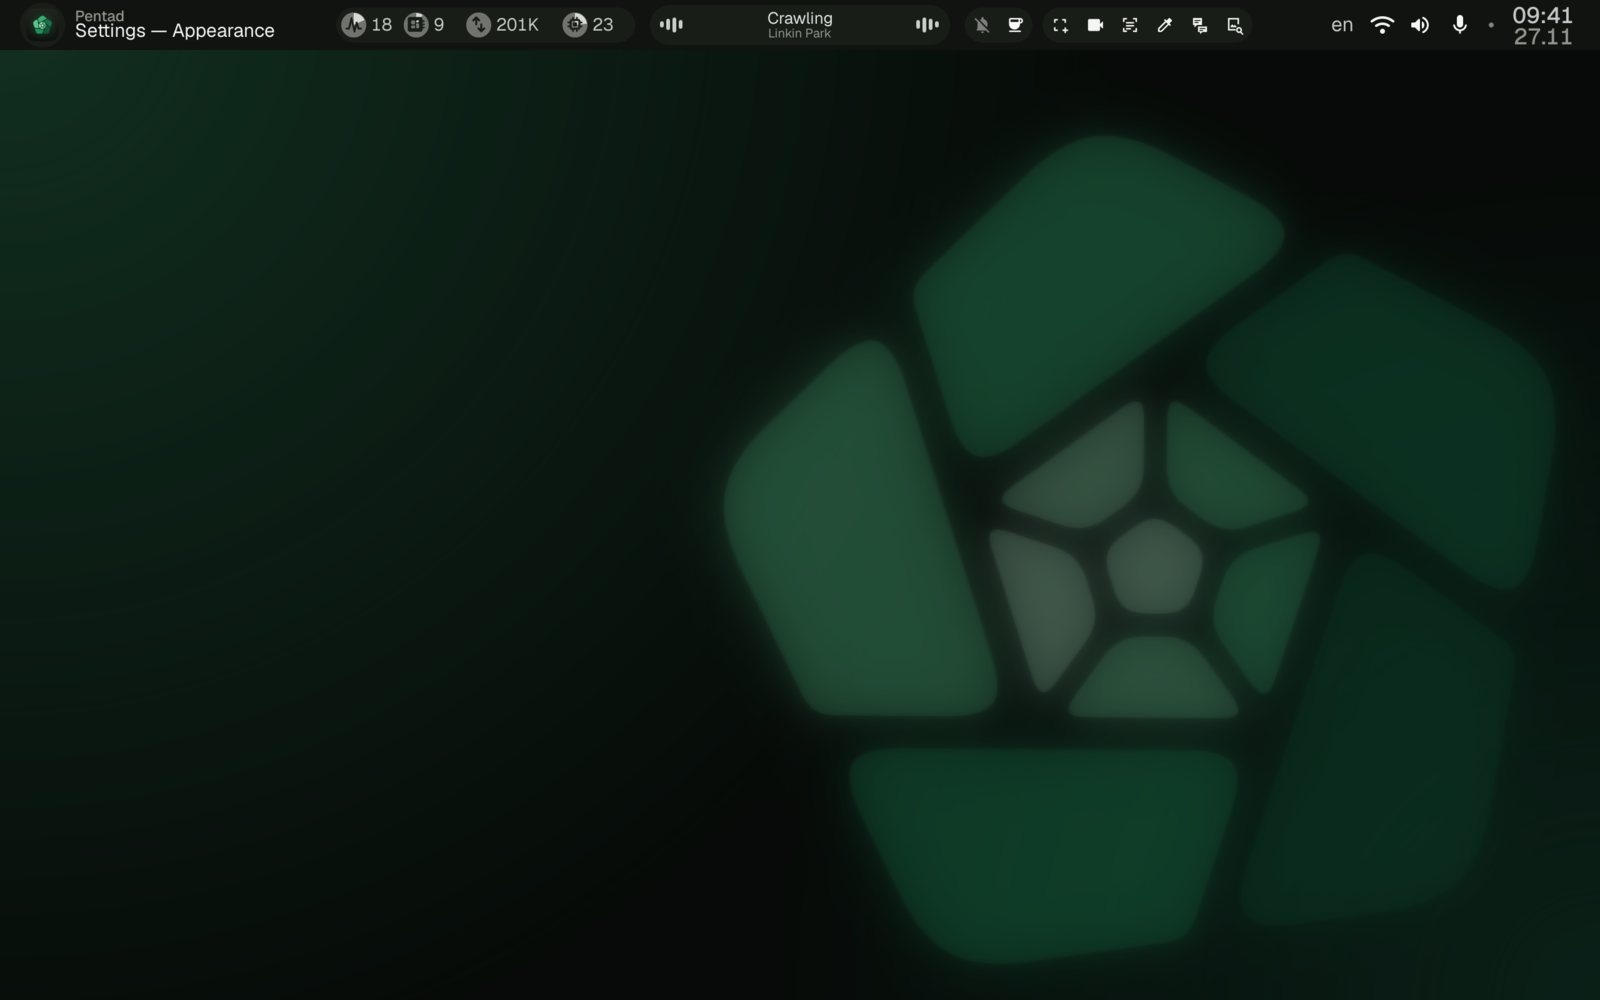 Pentad
Settings — Appearance
18
9
201K
23
Crawling
Linkin Park
en
09:41
27.11